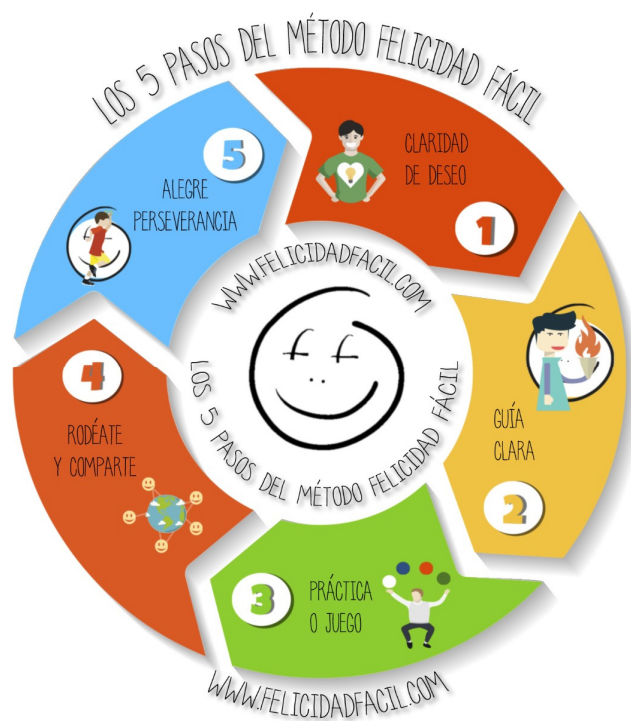 LOS 5 PASOS DEL MÉTODO FELICIDAD FÁCIL
CLARIDAD
DE DESEO
1
GUÍA
CLARA
2
3
PRÁCTICA
O JUEGO
4
RODÉATE
Y COMPARTE
5
ALEGRE
PERSEVERANCIA
WWW.FELICIDADFACIL.COM
LOS 5 PASOS DEL MÉTODO FELICIDAD FÁCIL
WWW.FELICIDADFACIL.COM